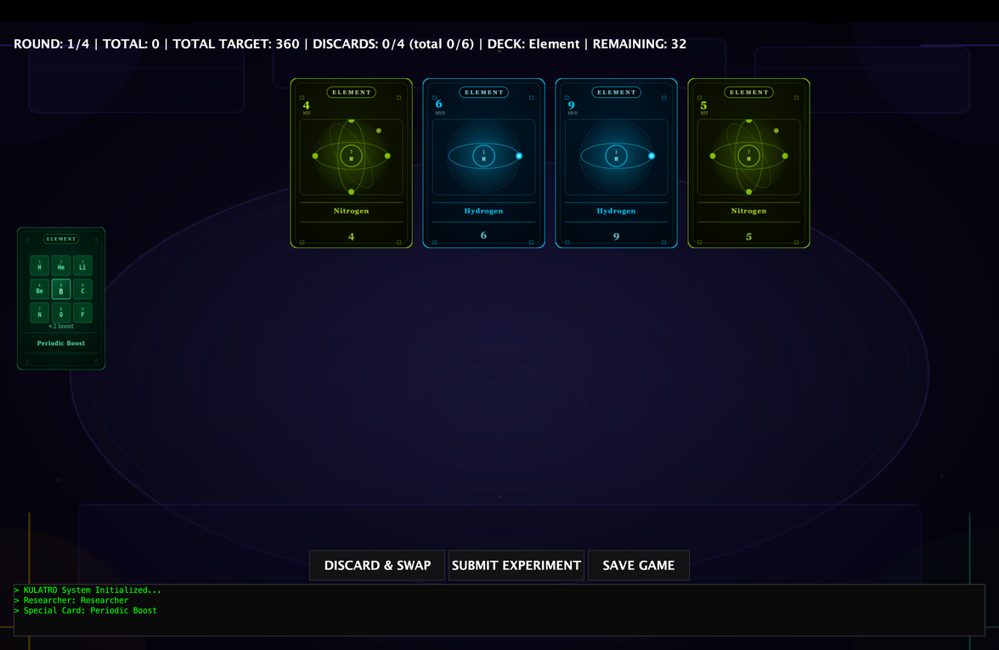 ROUND: 1/4 | TOTAL: 0 | TOTAL TARGET: 360 | DISCARDS: 0/4 (total 0/6) | DECK: Element | REMAINING: 32
ELEMENT
4
NIT
7
N
Nitrogen
4
ELEMENT
6
HYD
1
H
Hydrogen
6
ELEMENT
9
HYD
1
H
Hydrogen
9
ELEMENT
5
NIT
7
N
Nitrogen
5
ELEMENT
1 2 3
H He Li
4 5 6
Be B C
7 8 9
N O F
+2 boost
Periodic Boost
DISCARD & SWAP SUBMIT EXPERIMENT SAVE GAME
> KULATRO System Initialized...
> Researcher: Researcher
> Special Card: Periodic Boost